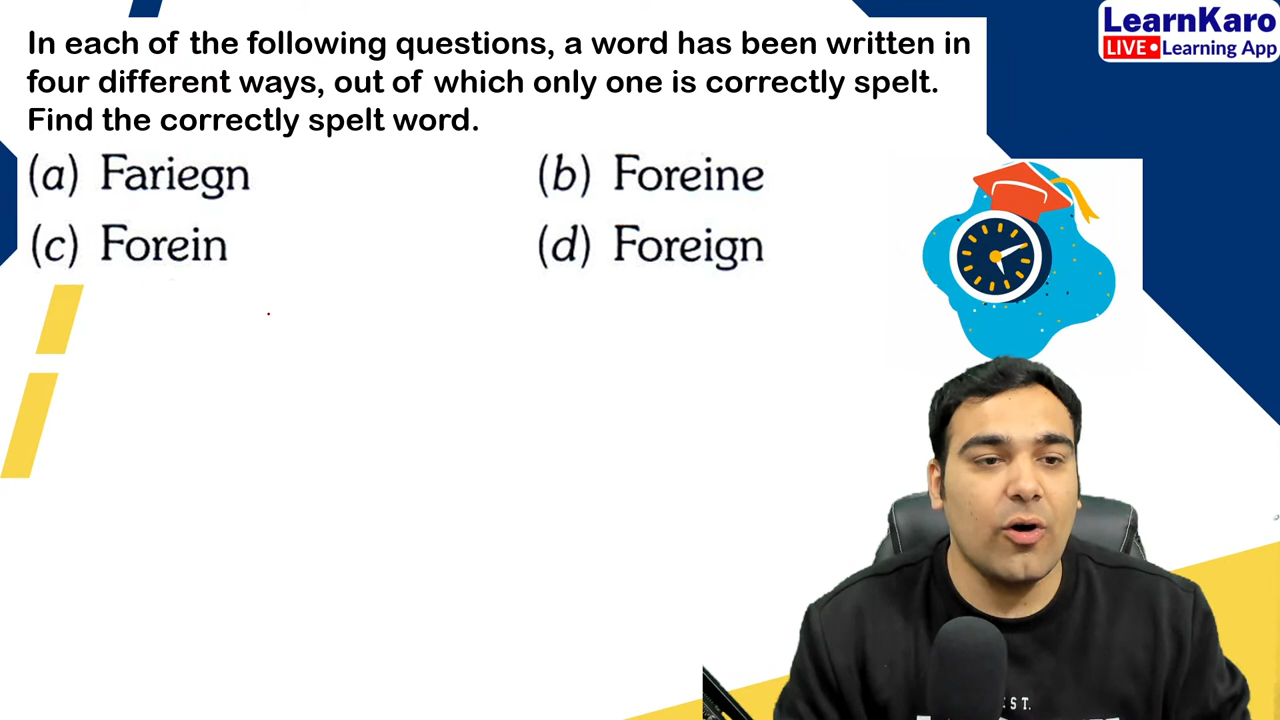 LearnKaro
LIVE • Learning App
In each of the following questions, a word has been written in
four different ways, out of which only one is correctly spelt.
Find the correctly spelt word.
(a) Fariegn (b) Foreine
(c) Forein (d) Foreign